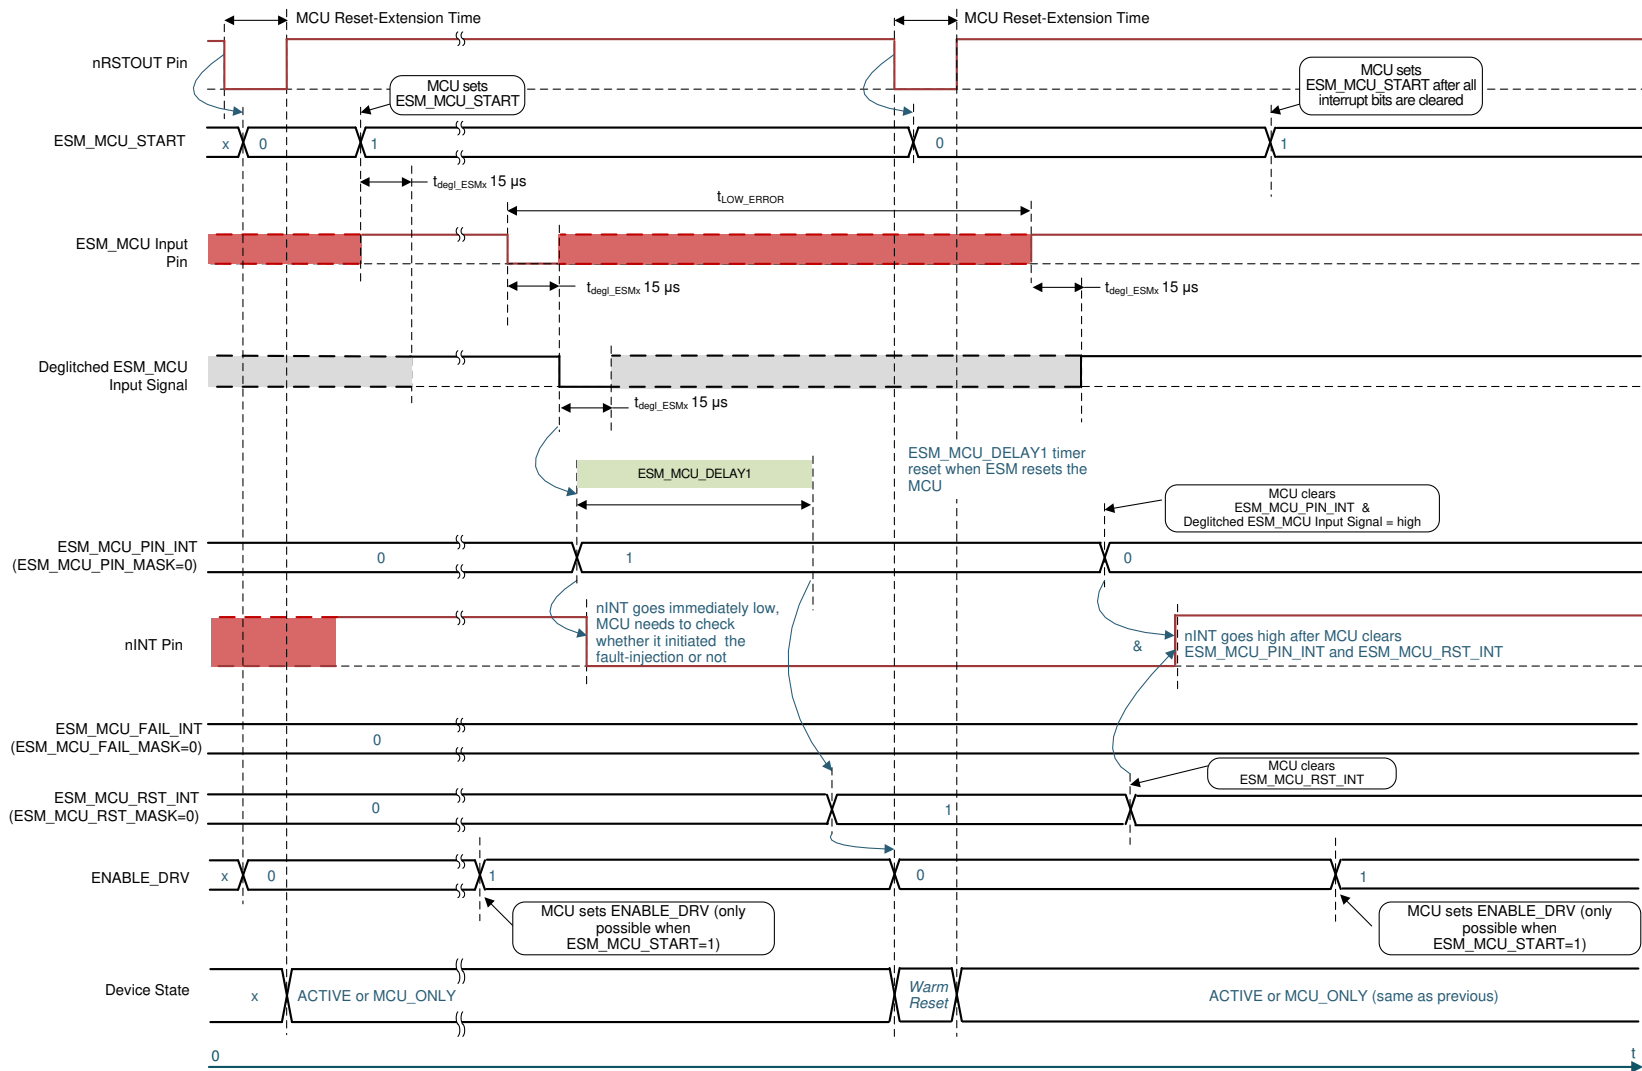 MCU Reset-Extension Time
MCU Reset-Extension Time
nRSTOUT Pin
MCU sets
ESM_MCU_START
MCU sets
ESM_MCU_START after all
interrupt bits are cleared
ESM_MCU_START
x
0
1
0
1
tdegl_ESMx 15 µs
tLOW_ERROR
ESM_MCU Input
Pin
tdegl_ESMx 15 µs
tdegl_ESMx 15 µs
Deglitched ESM_MCU
Input Signal
tdegl_ESMx 15 µs
ESM_MCU_DELAY1
ESM_MCU_DELAY1 timer
reset when ESM resets the
MCU
MCU clears
ESM_MCU_PIN_INT &
Deglitched ESM_MCU Input Signal = high
ESM_MCU_PIN_INT
(ESM_MCU_PIN_MASK=0)
0
1
0
nINT Pin
nINT goes immediately low,
MCU needs to check
whether it initiated the
fault-injection or not
&
nINT goes high after MCU clears
ESM_MCU_PIN_INT and ESM_MCU_RST_INT
ESM_MCU_FAIL_INT
(ESM_MCU_FAIL_MASK=0)
0
MCU clears
ESM_MCU_RST_INT
ESM_MCU_RST_INT
(ESM_MCU_RST_MASK=0)
0
1
ENABLE_DRV
x
0
1
0
1
MCU sets ENABLE_DRV (only
possible when
ESM_MCU_START=1)
MCU sets ENABLE_DRV (only
possible when
ESM_MCU_START=1)
Device State
x
ACTIVE or MCU_ONLY
Warm
Reset
ACTIVE or MCU_ONLY (same as previous)
0
t